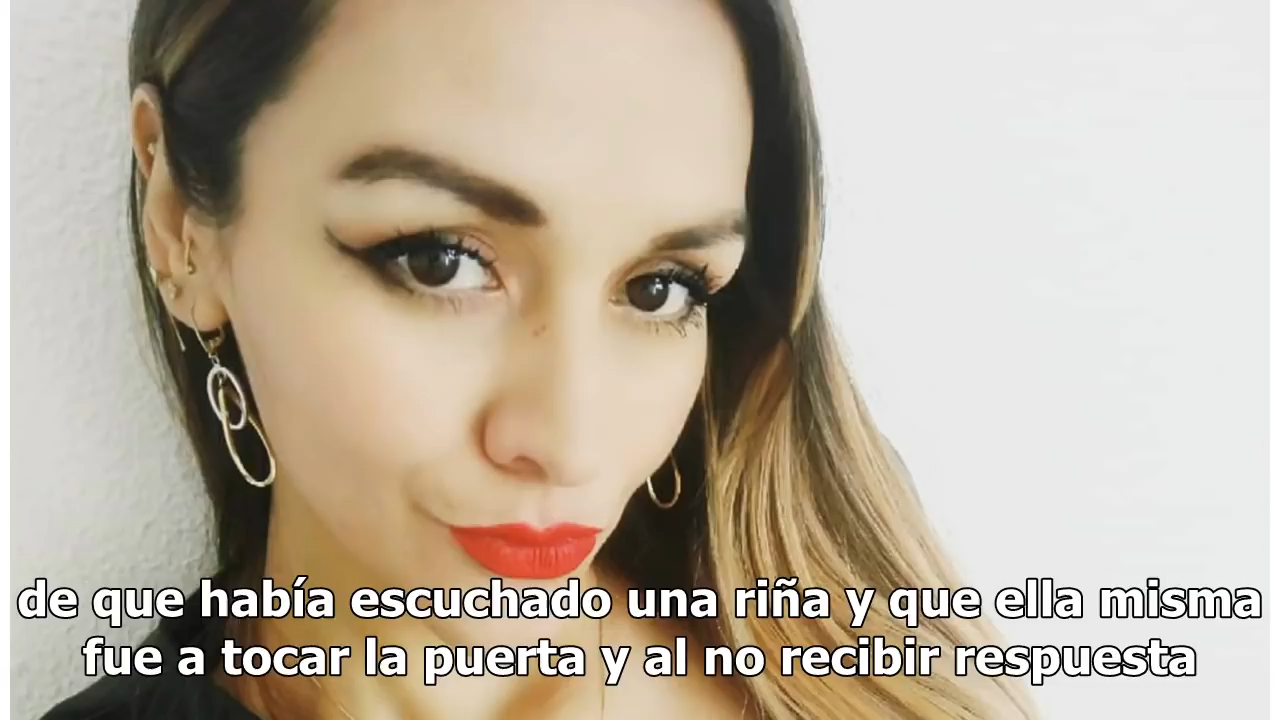 de que había escuchado una riña y que ella misma
fue a tocar la puerta y al no recibir respuesta